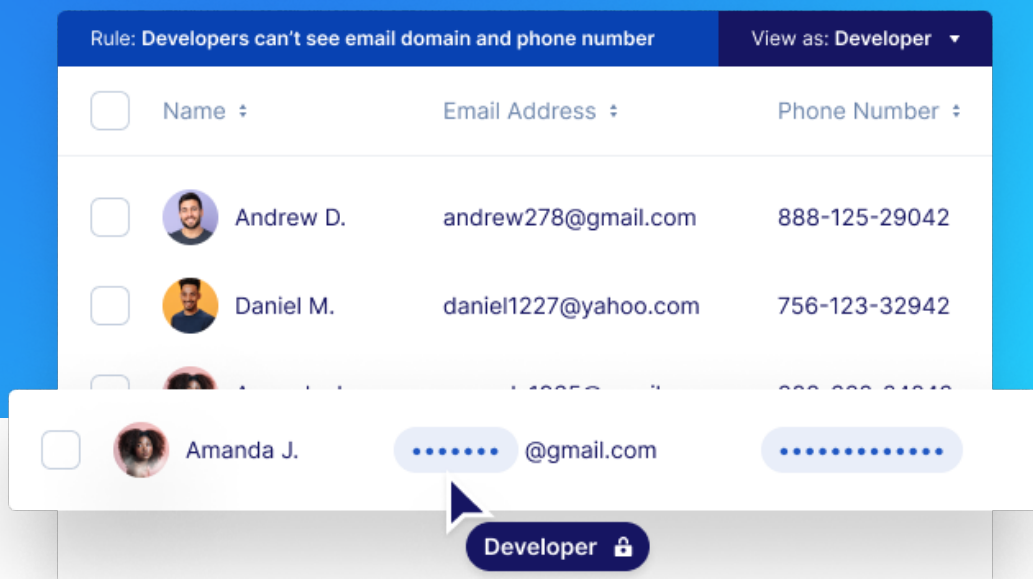 Rule: Developers can't see email domain and phone number View as: Developer
Name Email Address Phone Number
Andrew D. andrew278@gmail.com 888-125-29042
Daniel M. daniel1227@yahoo.com 756-123-32942
Amanda J. ••••••• @gmail.com •••••••••••••
Developer